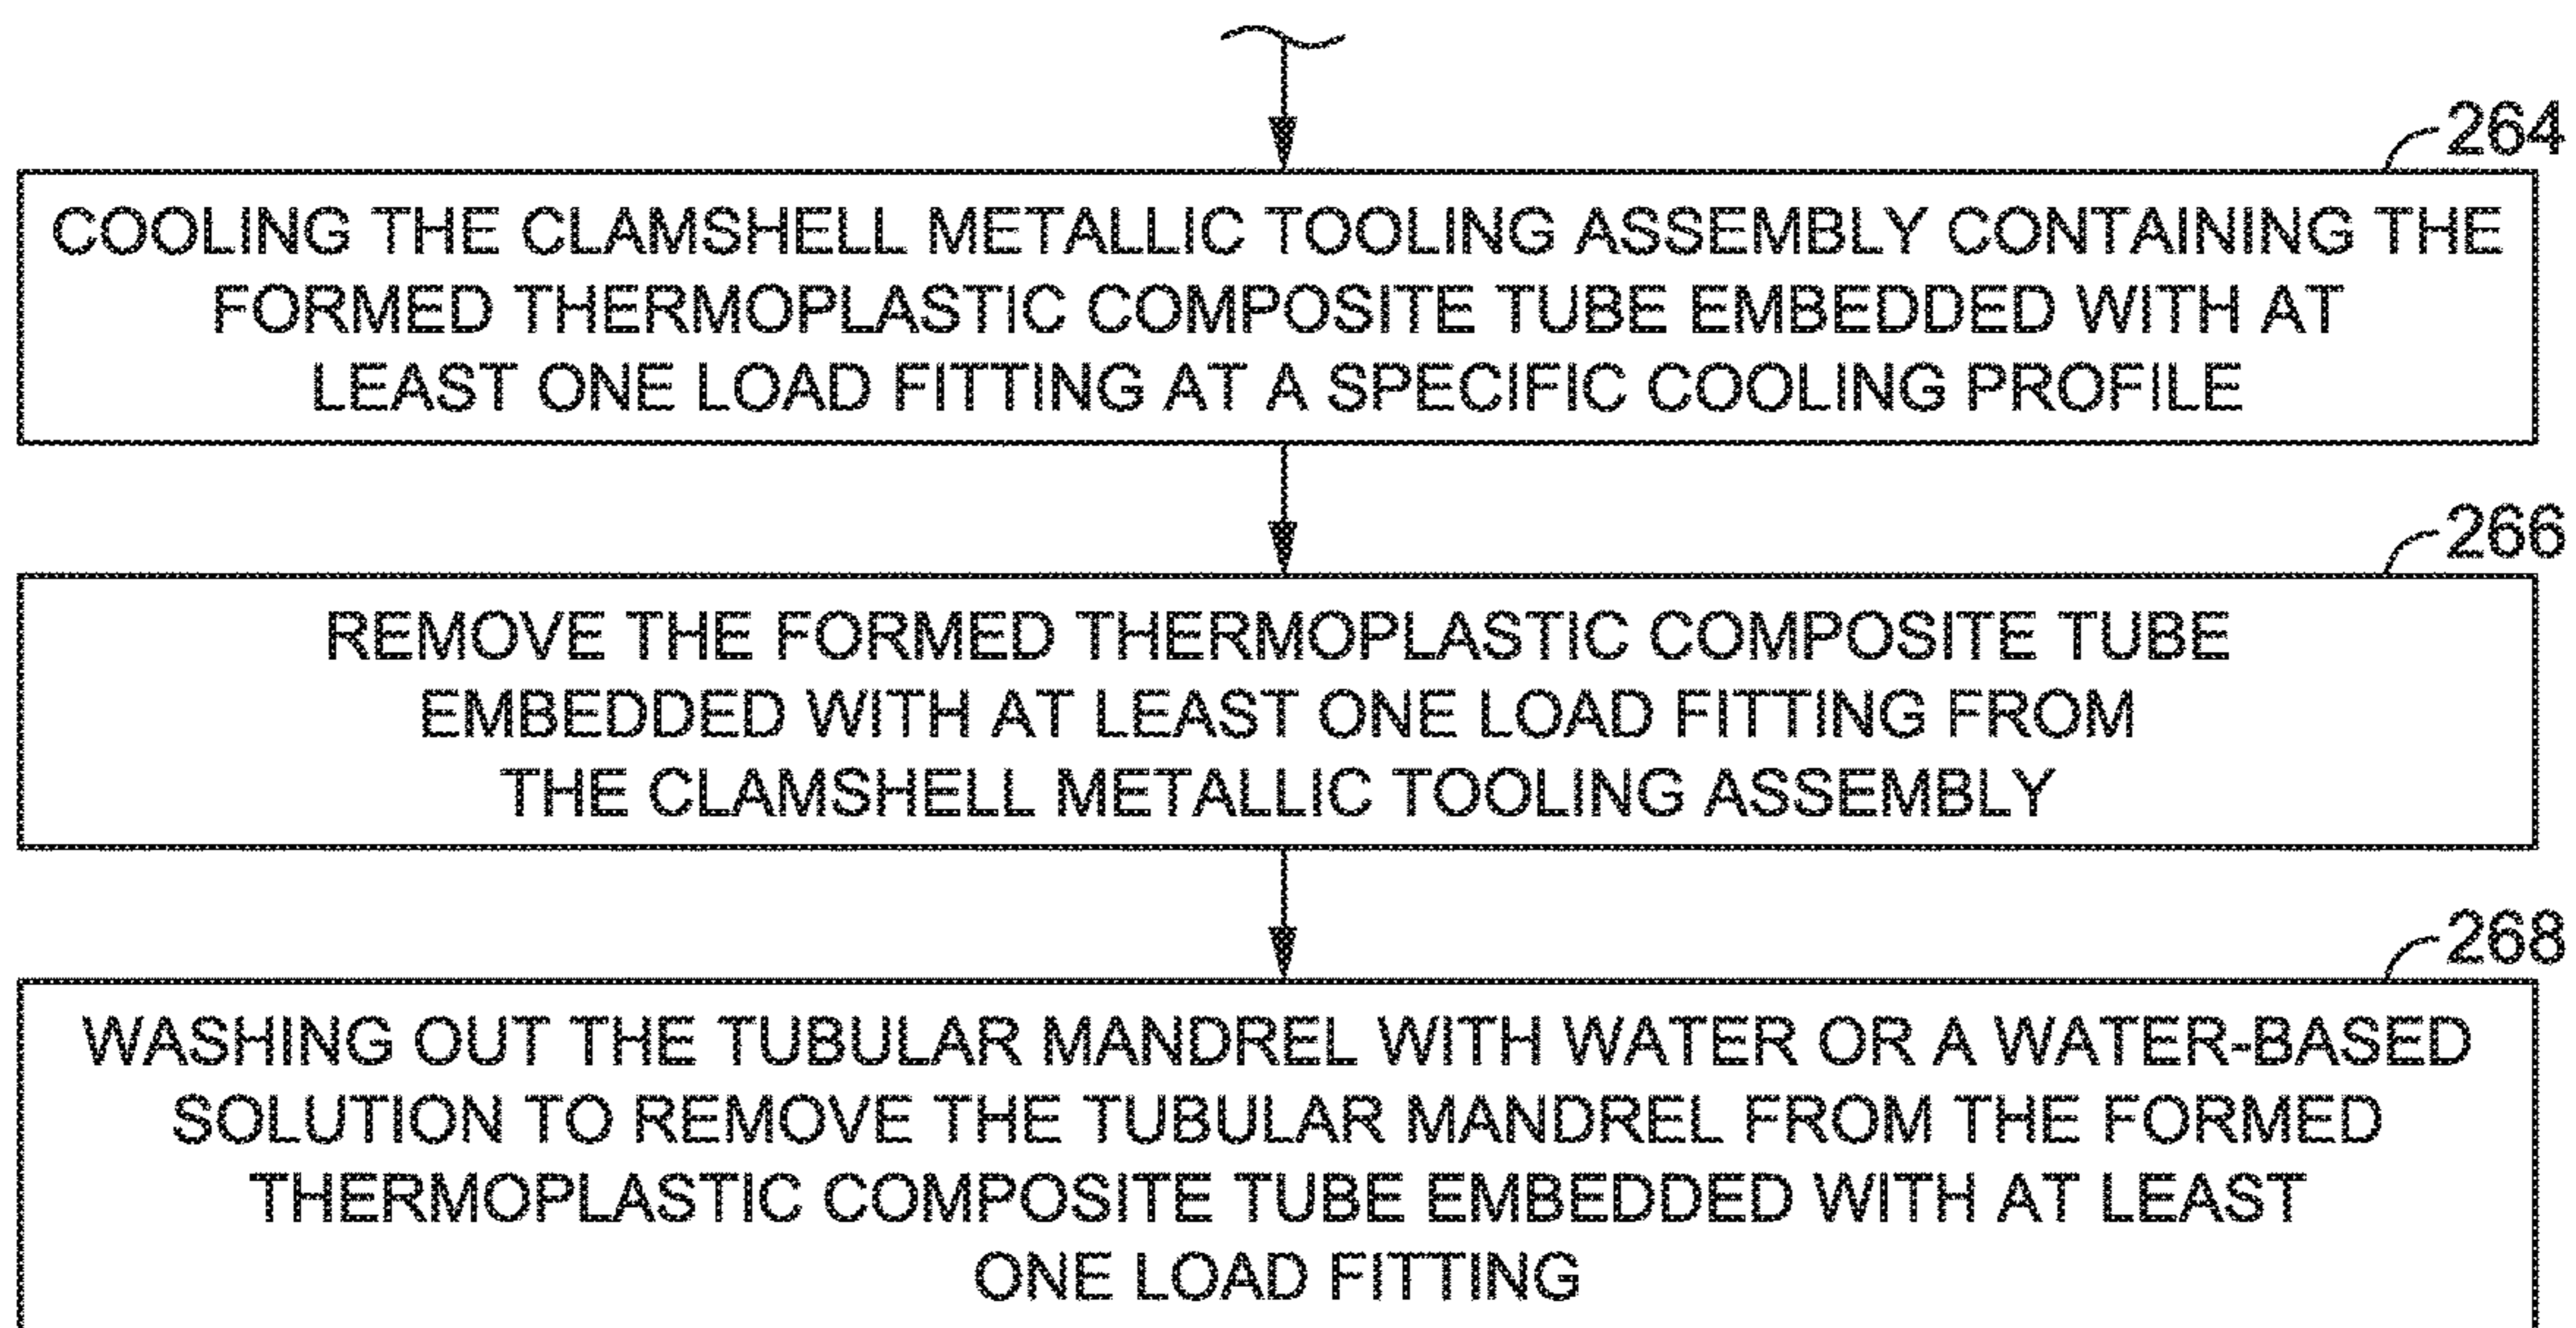 264
COOLING THE CLAMSHELL METALLIC TOOLING ASSEMBLY CONTAINING THE
FORMED THERMOPLASTIC COMPOSITE TUBE EMBEDDED WITH AT
LEAST ONE LOAD FITTING AT A SPECIFIC COOLING PROFILE
266
REMOVE THE FORMED THERMOPLASTIC COMPOSITE TUBE
EMBEDDED WITH AT LEAST ONE LOAD FITTING FROM
THE CLAMSHELL METALLIC TOOLING ASSEMBLY
268
WASHING OUT THE TUBULAR MANDREL WITH WATER OR A WATER-BASED
SOLUTION TO REMOVE THE TUBULAR MANDREL FROM THE FORMED
THERMOPLASTIC COMPOSITE TUBE EMBEDDED WITH AT LEAST
ONE LOAD FITTING